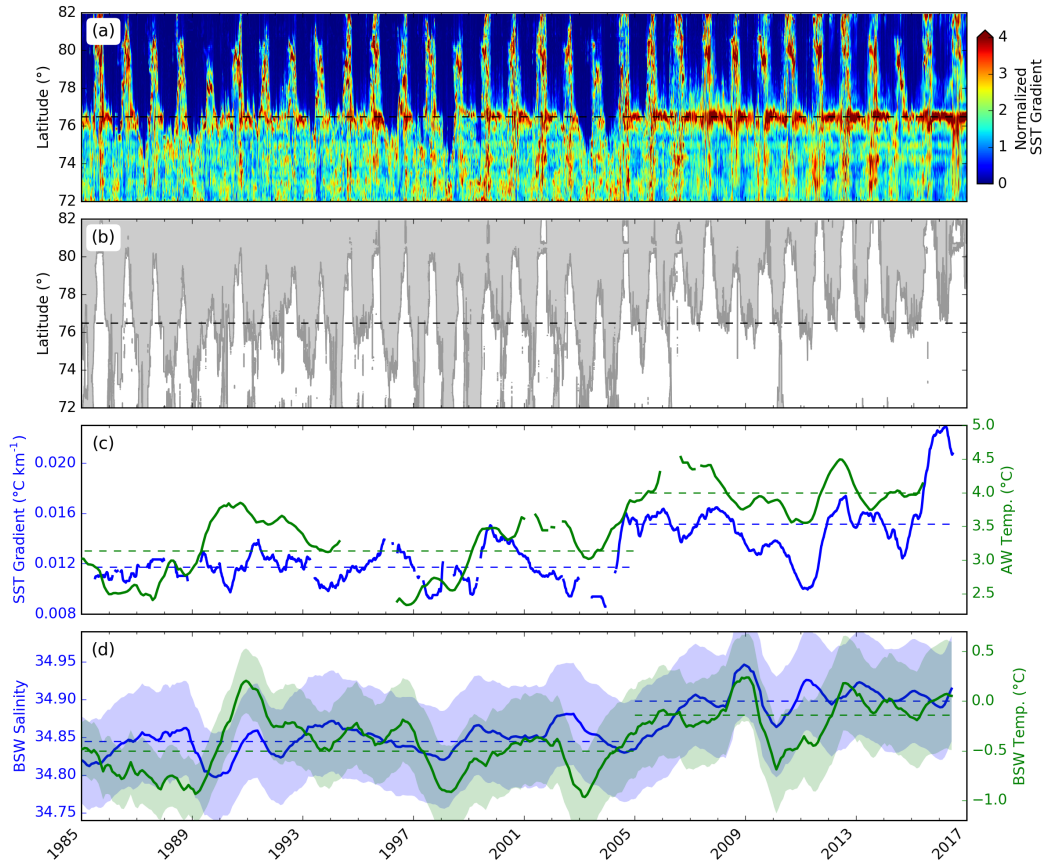 82
80
78
76
74
72
Latitude (°)
(a)
4
3
2
1
0
Normalized
SST Gradient
82
80
78
76
74
72
Latitude (°)
(b)
0.020
0.016
0.012
0.008
SST Gradient (°C km-1)
(c)
5.0
4.5
4.0
3.5
3.0
2.5
AW Temp. (°C)
34.95
34.90
34.85
34.80
34.75
BSW Salinity
(d)
0.5
0.0
−0.5
−1.0
BSW Temp. (°C)
1985 1989 1993 1997 2001 2005 2009 2013 2017